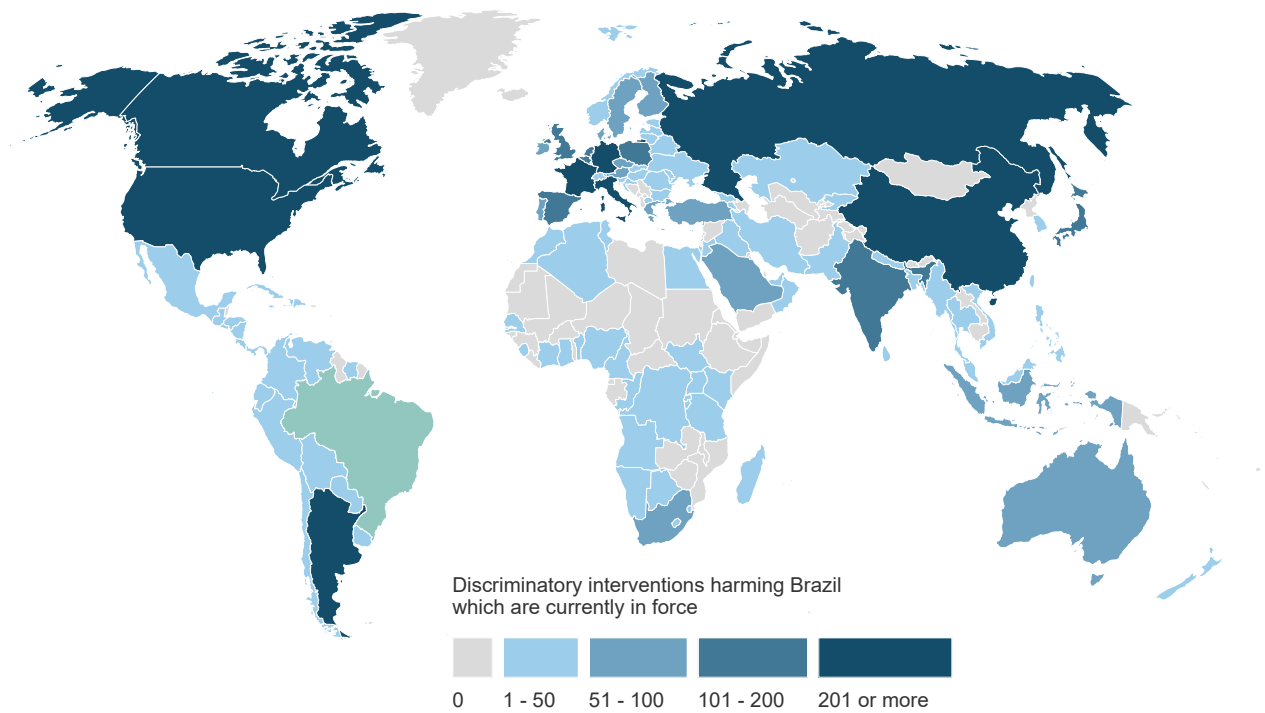 Discriminatory interventions harming Brazil
which are currently in force
0 1 - 50 51 - 100 101 - 200 201 or more